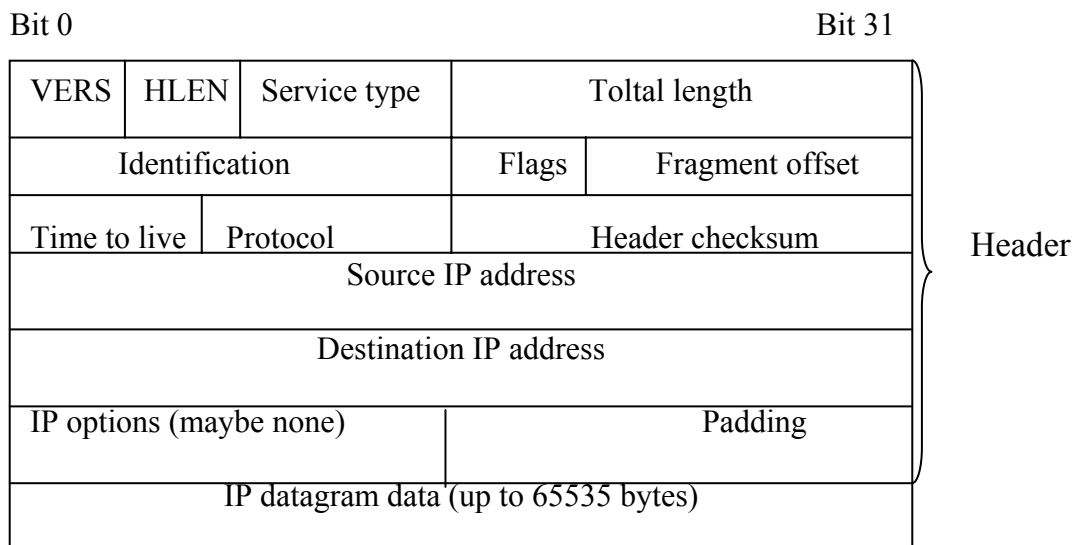 Bit 0 Bit 31
VERS HLEN Service type Toltal length
Identification Flags Fragment offset
Time to live Protocol Header checksum
Header
Source IP address
Destination IP address
IP options (maybe none) Padding
IP datagram data (up to 65535 bytes)